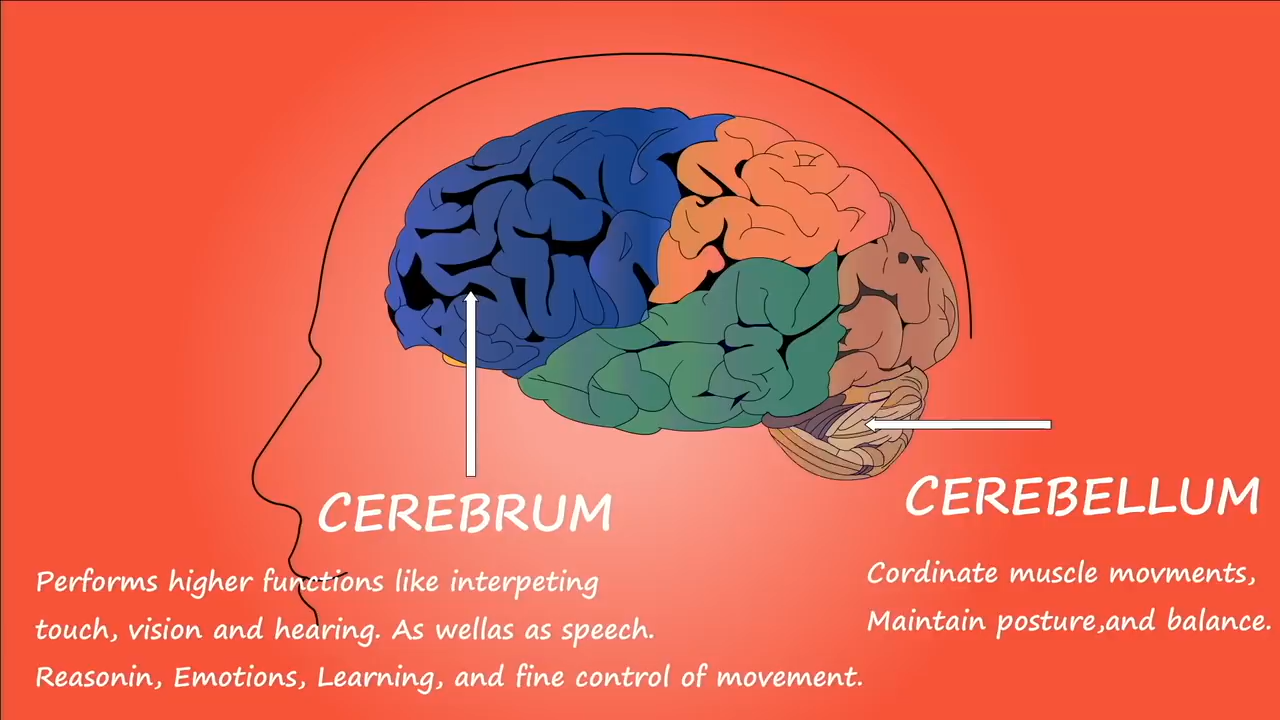 CEREBRUM
Performs higher functions like interpeting
touch, vision and hearing. As wellas as speech.
Reasonin, Emotions, Learning, and fine control of movement.
CEREBELLUM
Cordinate muscle movments,
Maintain posture,and balance.